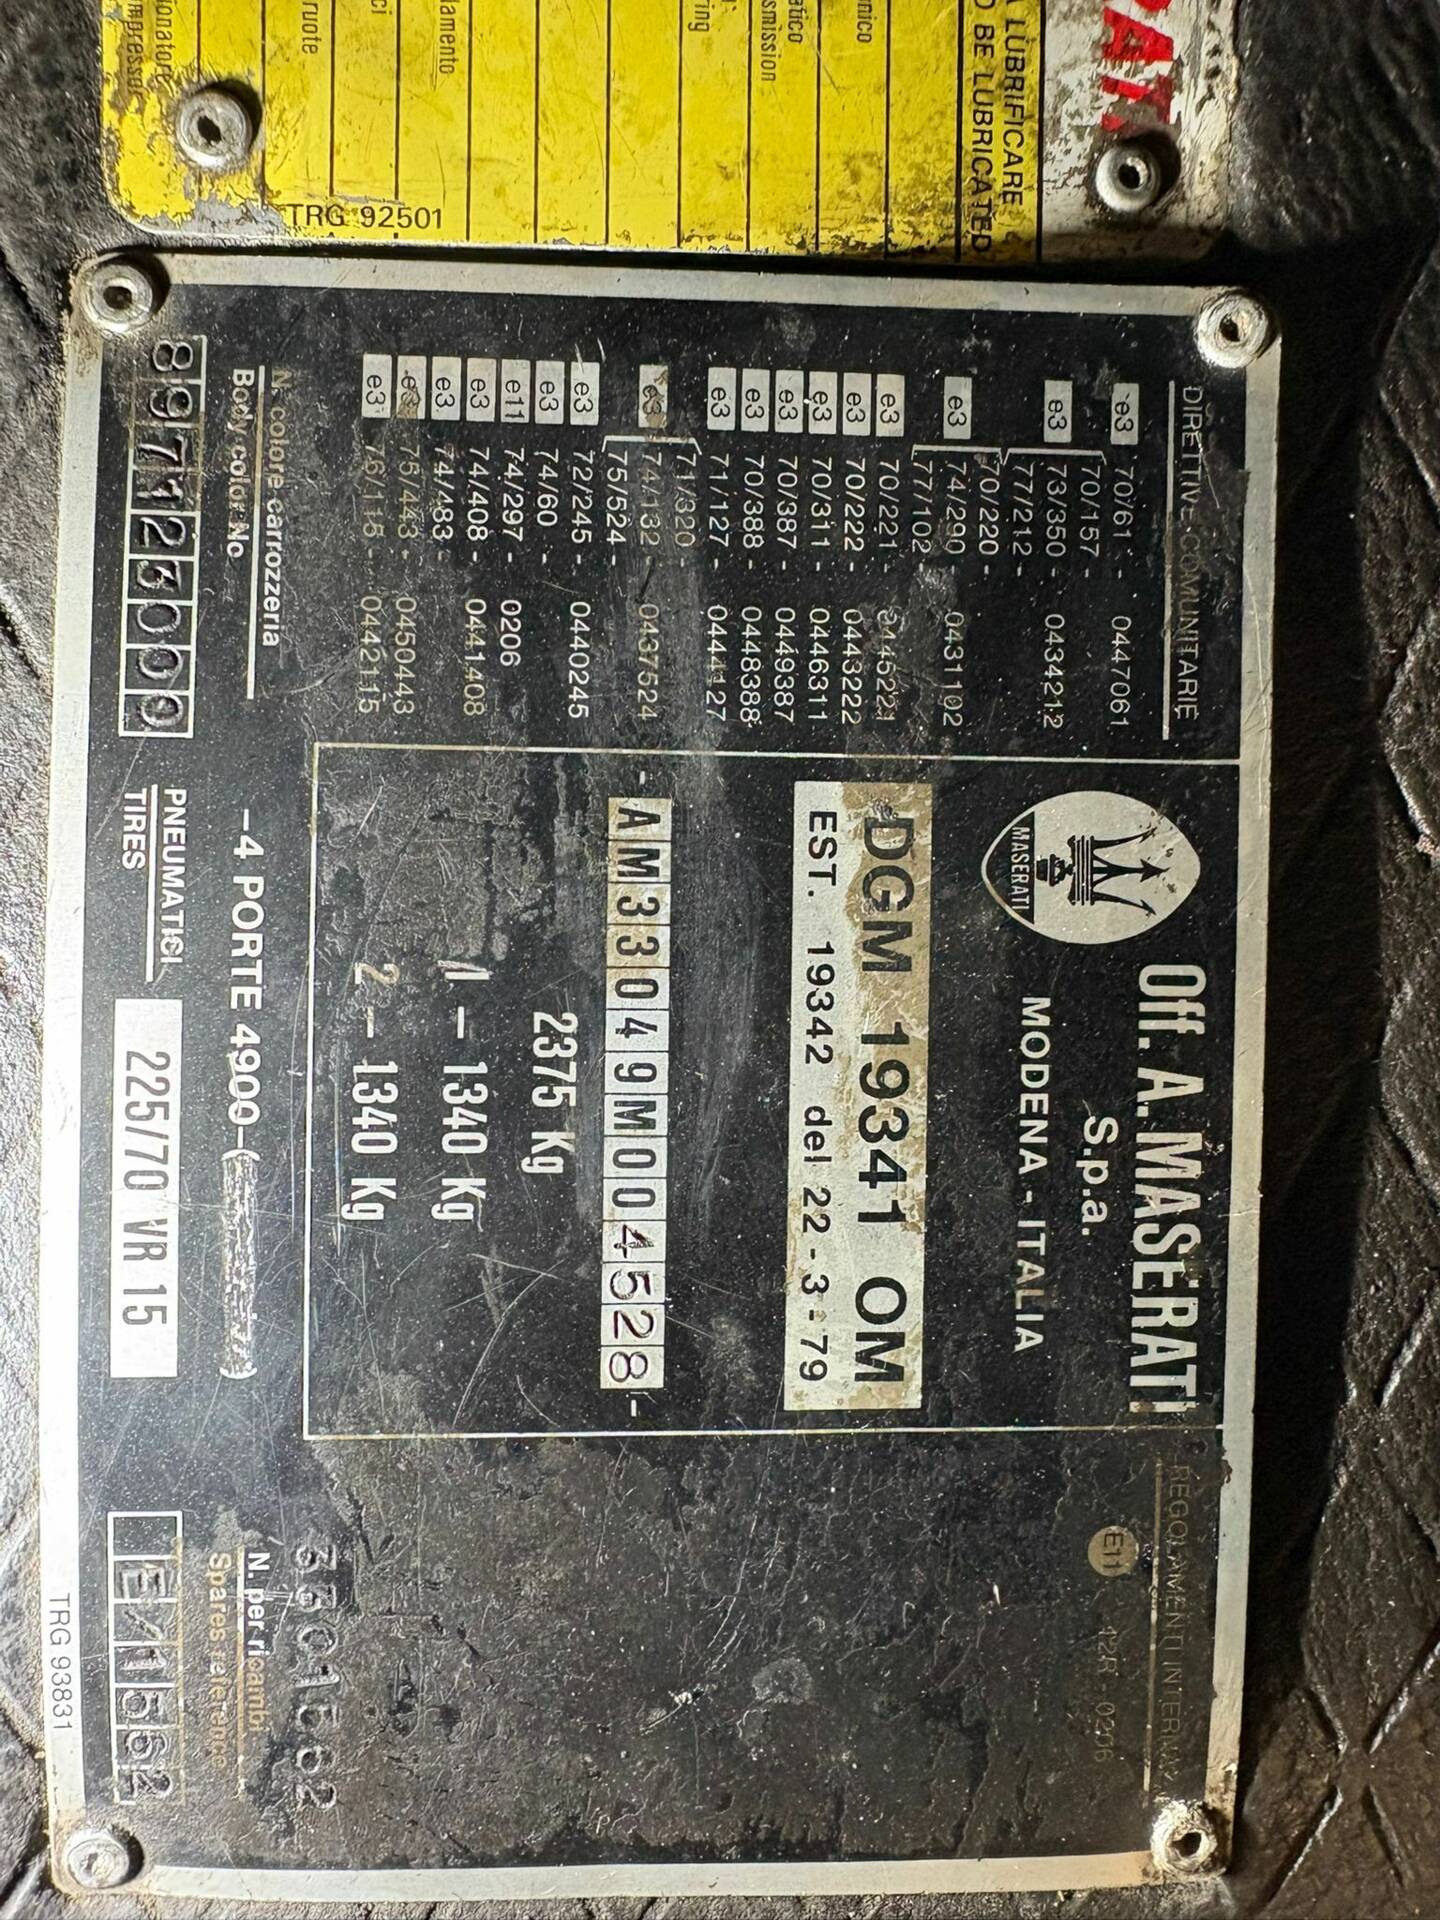 PAT
A LUBRIFICARE
O BE LUBRICATED
TRG 92501
DIRETTIVE COMUNITARIE
e3 70/61 - 0447061
70/157 -
e3 73/350 - 0434212
77/212 -
70/220 -
e3 74/290 - 0431102
77/102 -
e3 70/221 - 0445221
e3 70/222 - 0443222
e3 70/311 - 0446311
e3 70/387 - 0449387
e3 70/388 - 0448388
e3 71/127 - 0444127
71/320 -
e3 74/132 - 0437524
75/524 -
e3 72/245 - 0440245
e3 74/60 -
e11 74/297 - 0206
e3 74/408 - 0441408
e3 74/483 -
e3 75/443 - 0450443
e3 76/115 - 0442115
N. colore carrozzeria
Body color No
897123000
MASERATI
Off. A. MASERATI
S.p.a.
MODENA - ITALIA
DGM 19341 OM
EST. 19342 del 22-3-79
- AM33049M004528 -
2375 Kg
1 - 1340 Kg
2 - 1340 Kg
-4 PORTE 4900-
PNEUMATICI
TIRES
225/70 VR 15
REGOLAMENTI INTERNAZ.
E11 12R - 0206
N. per ricambi
Spares reference
E/1562
TRG 93831